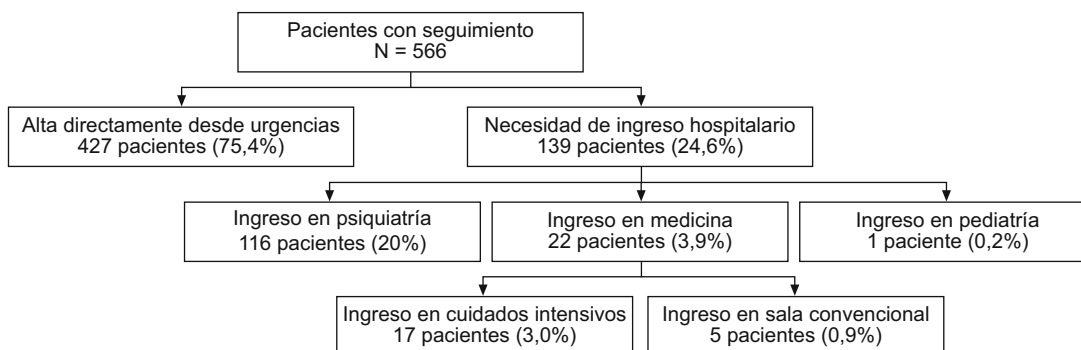 Pacientes con seguimiento
N = 566
Alta directamente desde urgencias
427 pacientes (75,4%)
Necesidad de ingreso hospitalario
139 pacientes (24,6%)
Ingreso en psiquiatría
116 pacientes (20%)
Ingreso en medicina
22 pacientes (3,9%)
Ingreso en pediatría
1 paciente (0,2%)
Ingreso en cuidados intensivos
17 pacientes (3,0%)
Ingreso en sala convencional
5 pacientes (0,9%)